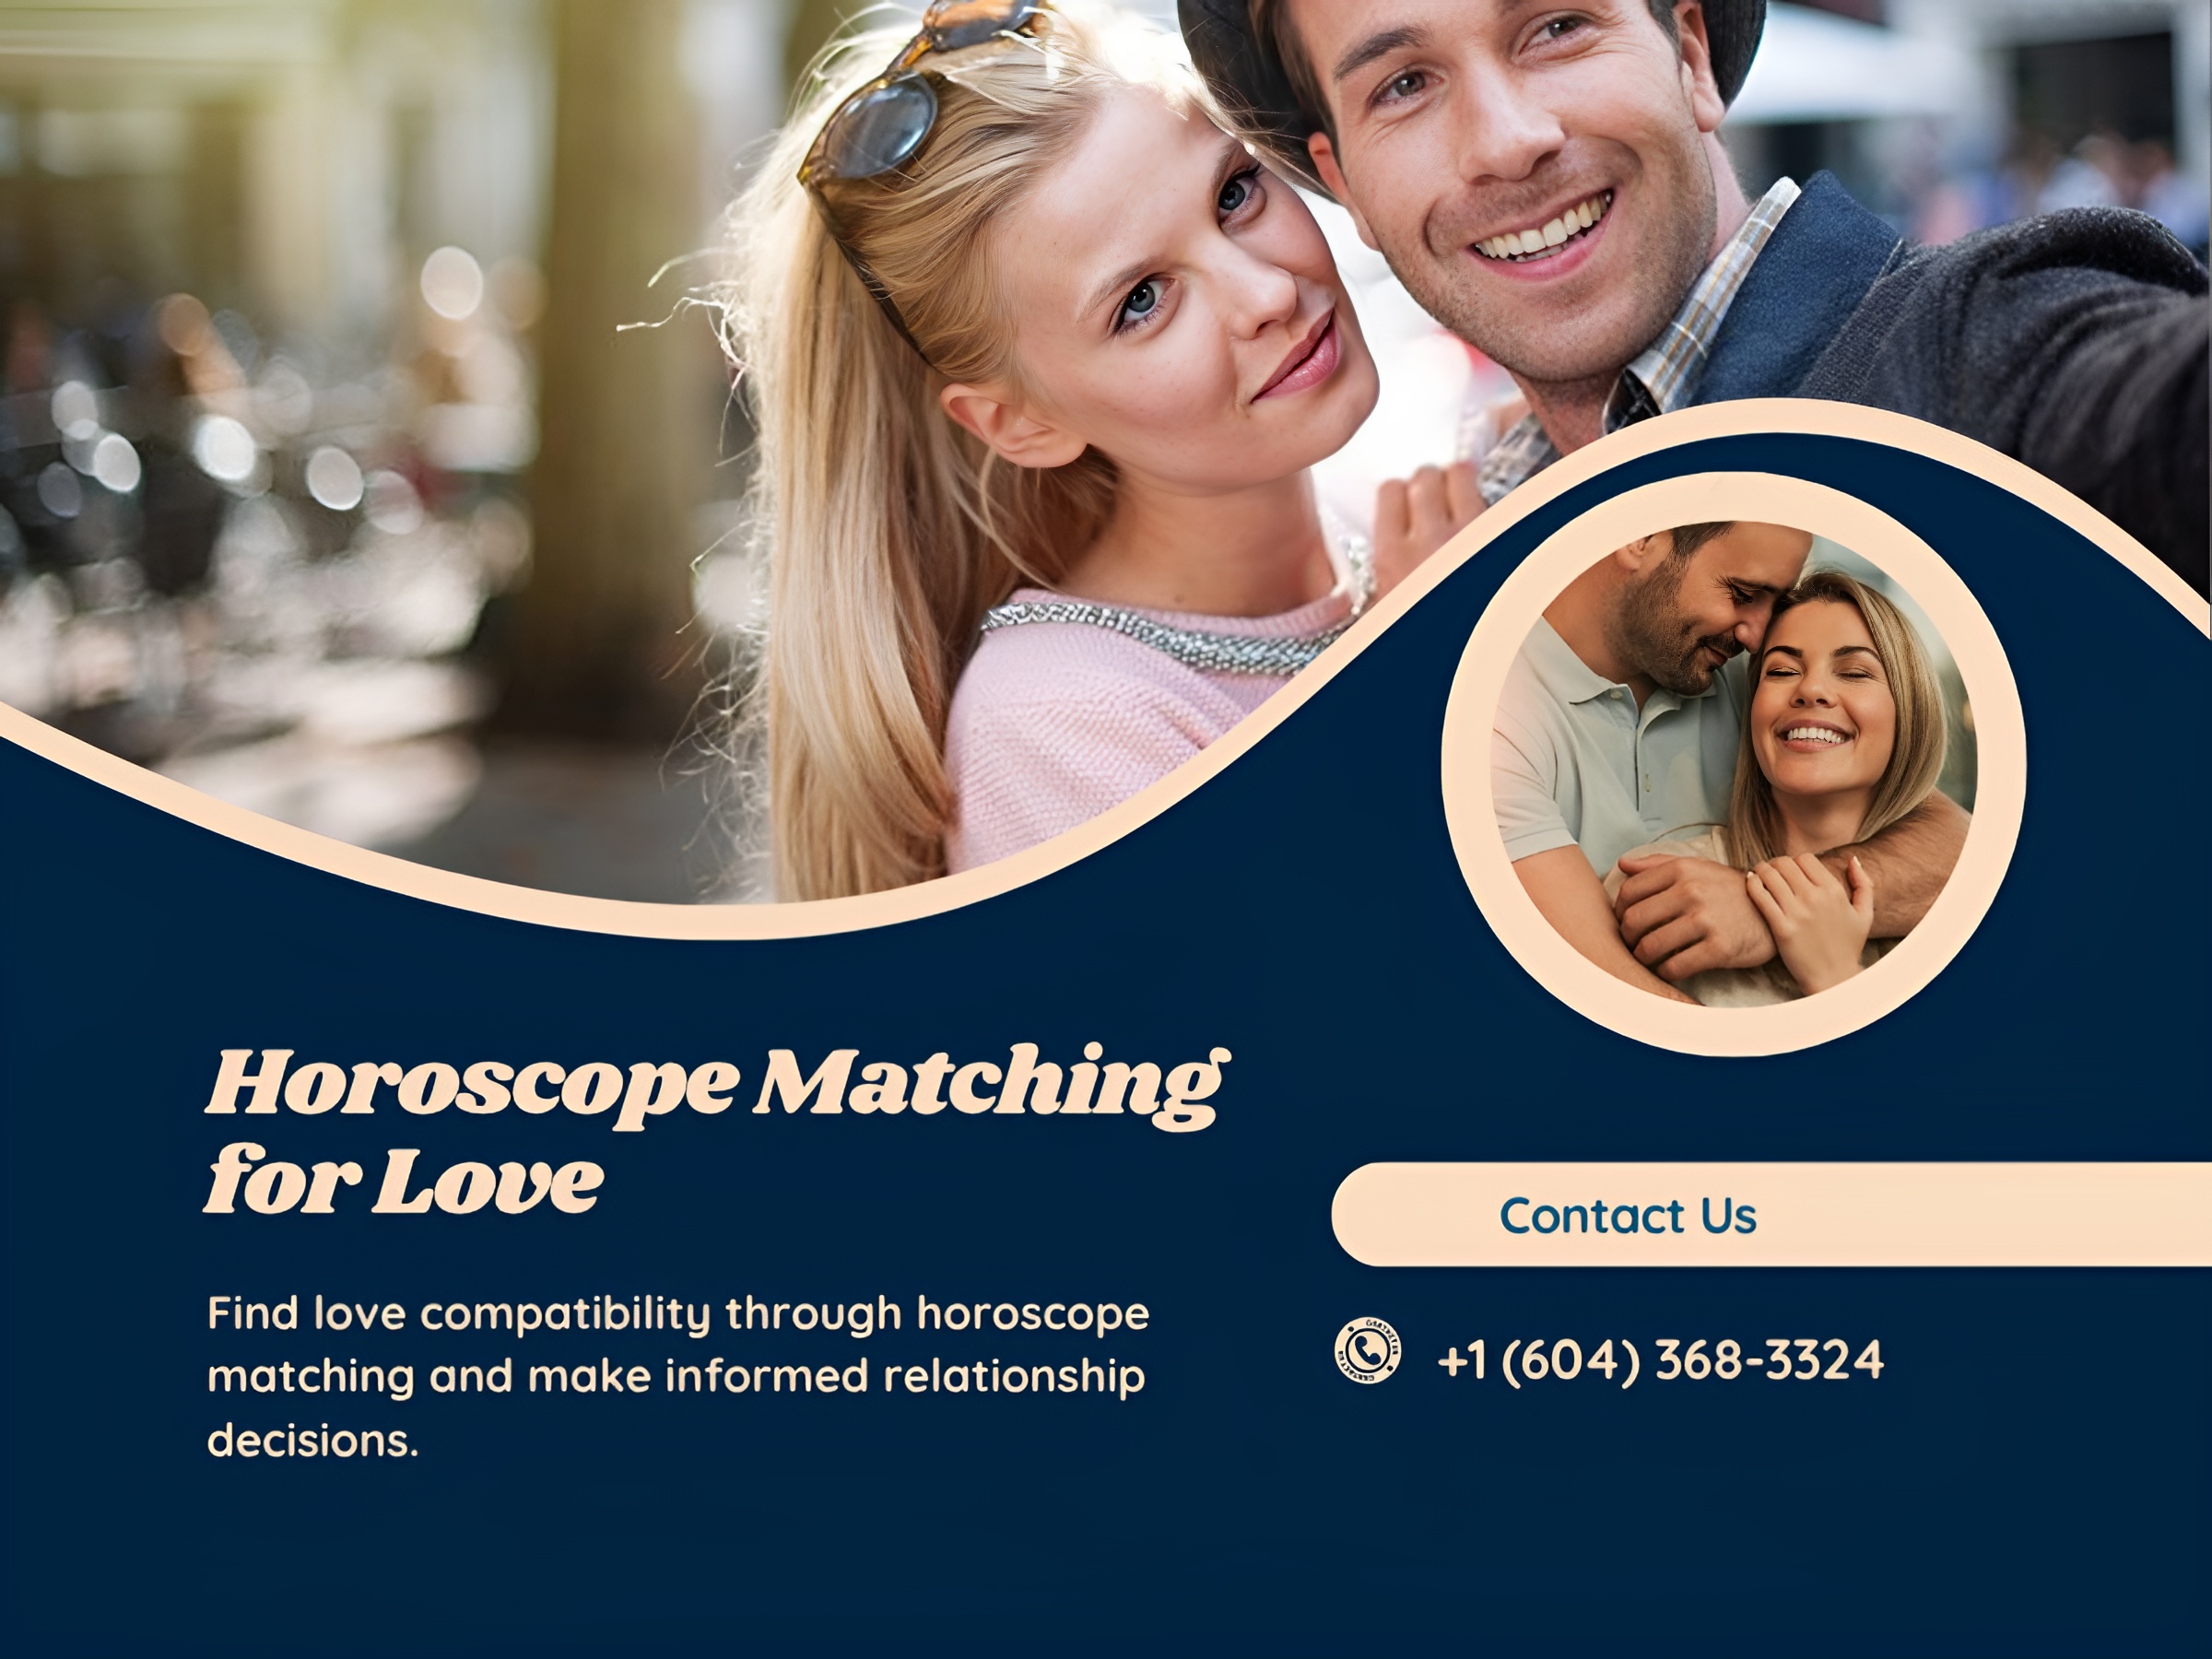 Horoscope Matching
for Love
Find love compatibility through horoscope
matching and make informed relationship
decisions.
Contact Us
+1 (604) 368-3324